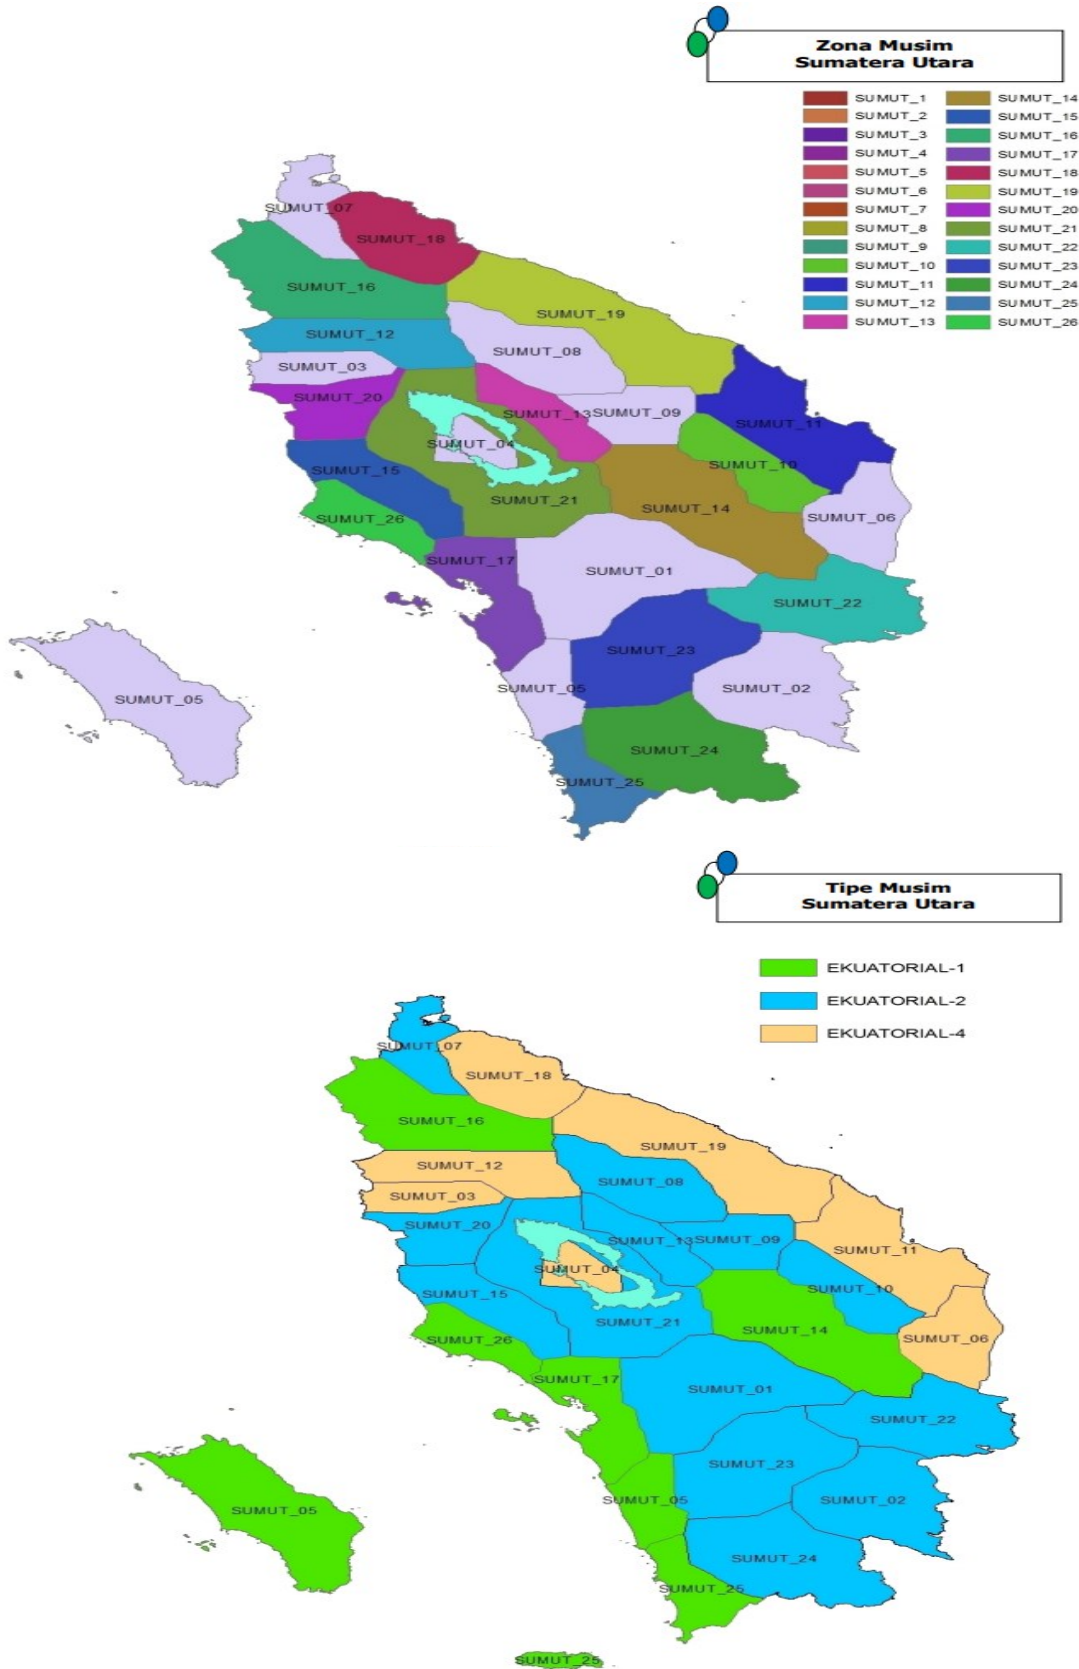 Zona Musim
Sumatera Utara
SUMUT_1 SUMUT_14
SUMUT_2 SUMUT_15
SUMUT_3 SUMUT_16
SUMUT_4 SUMUT_17
SUMUT_5 SUMUT_18
SUMUT_6 SUMUT_19
SUMUT_7 SUMUT_20
SUMUT_8 SUMUT_21
SUMUT_9 SUMUT_22
SUMUT_10 SUMUT_23
SUMUT_11 SUMUT_24
SUMUT_12 SUMUT_25
SUMUT_13 SUMUT_26
SUMUT_07
SUMUT_18
SUMUT_16
SUMUT_19
SUMUT_12
SUMUT_08
SUMUT_03
SUMUT_20
SUMUT_13
SUMUT_09
SUMUT_11
SUMUT_04
SUMUT_10
SUMUT_15
SUMUT_21
SUMUT_14
SUMUT_26
SUMUT_06
SUMUT_17
SUMUT_01
SUMUT_22
SUMUT_23
SUMUT_05
SUMUT_02
SUMUT_05
SUMUT_24
SUMUT_25
Tipe Musim
Sumatera Utara
EKUATORIAL-1
EKUATORIAL-2
EKUATORIAL-4
SUMUT_07
SUMUT_18
SUMUT_16
SUMUT_19
SUMUT_12
SUMUT_08
SUMUT_03
SUMUT_20
SUMUT_13
SUMUT_09
SUMUT_11
SUMUT_04
SUMUT_10
SUMUT_15
SUMUT_21
SUMUT_14
SUMUT_26
SUMUT_06
SUMUT_17
SUMUT_01
SUMUT_22
SUMUT_23
SUMUT_05
SUMUT_02
SUMUT_05
SUMUT_24
SUMUT_25
SUMUT_25